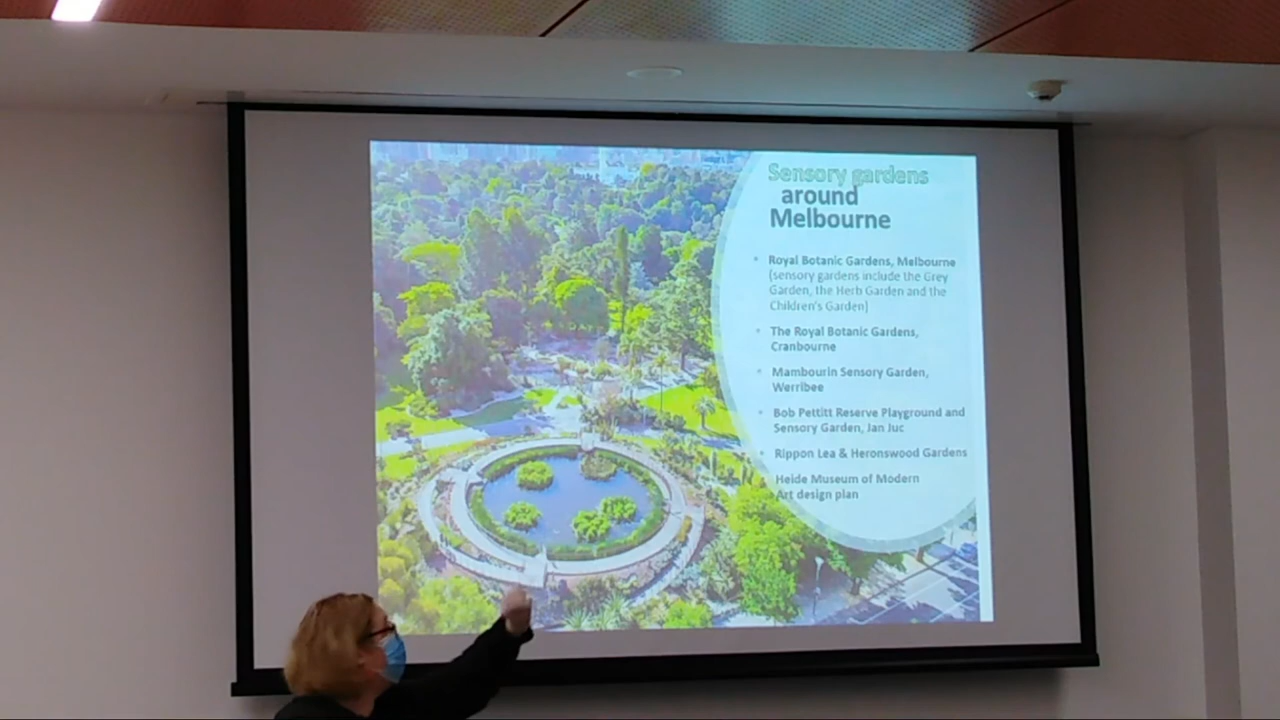 Sensory gardens
around
Melbourne
• Royal Botanic Gardens, Melbourne
(sensory gardens include the Grey
Garden, the Herb Garden and the
Children's Garden)
• The Royal Botanic Gardens,
Cranbourne
• Mambourin Sensory Garden,
Werribee
• Bob Pettitt Reserve Playground and
Sensory Garden, Jan Juc
• Rippon Lea & Heronswood Gardens
Heide Museum of Modern
Art design plan